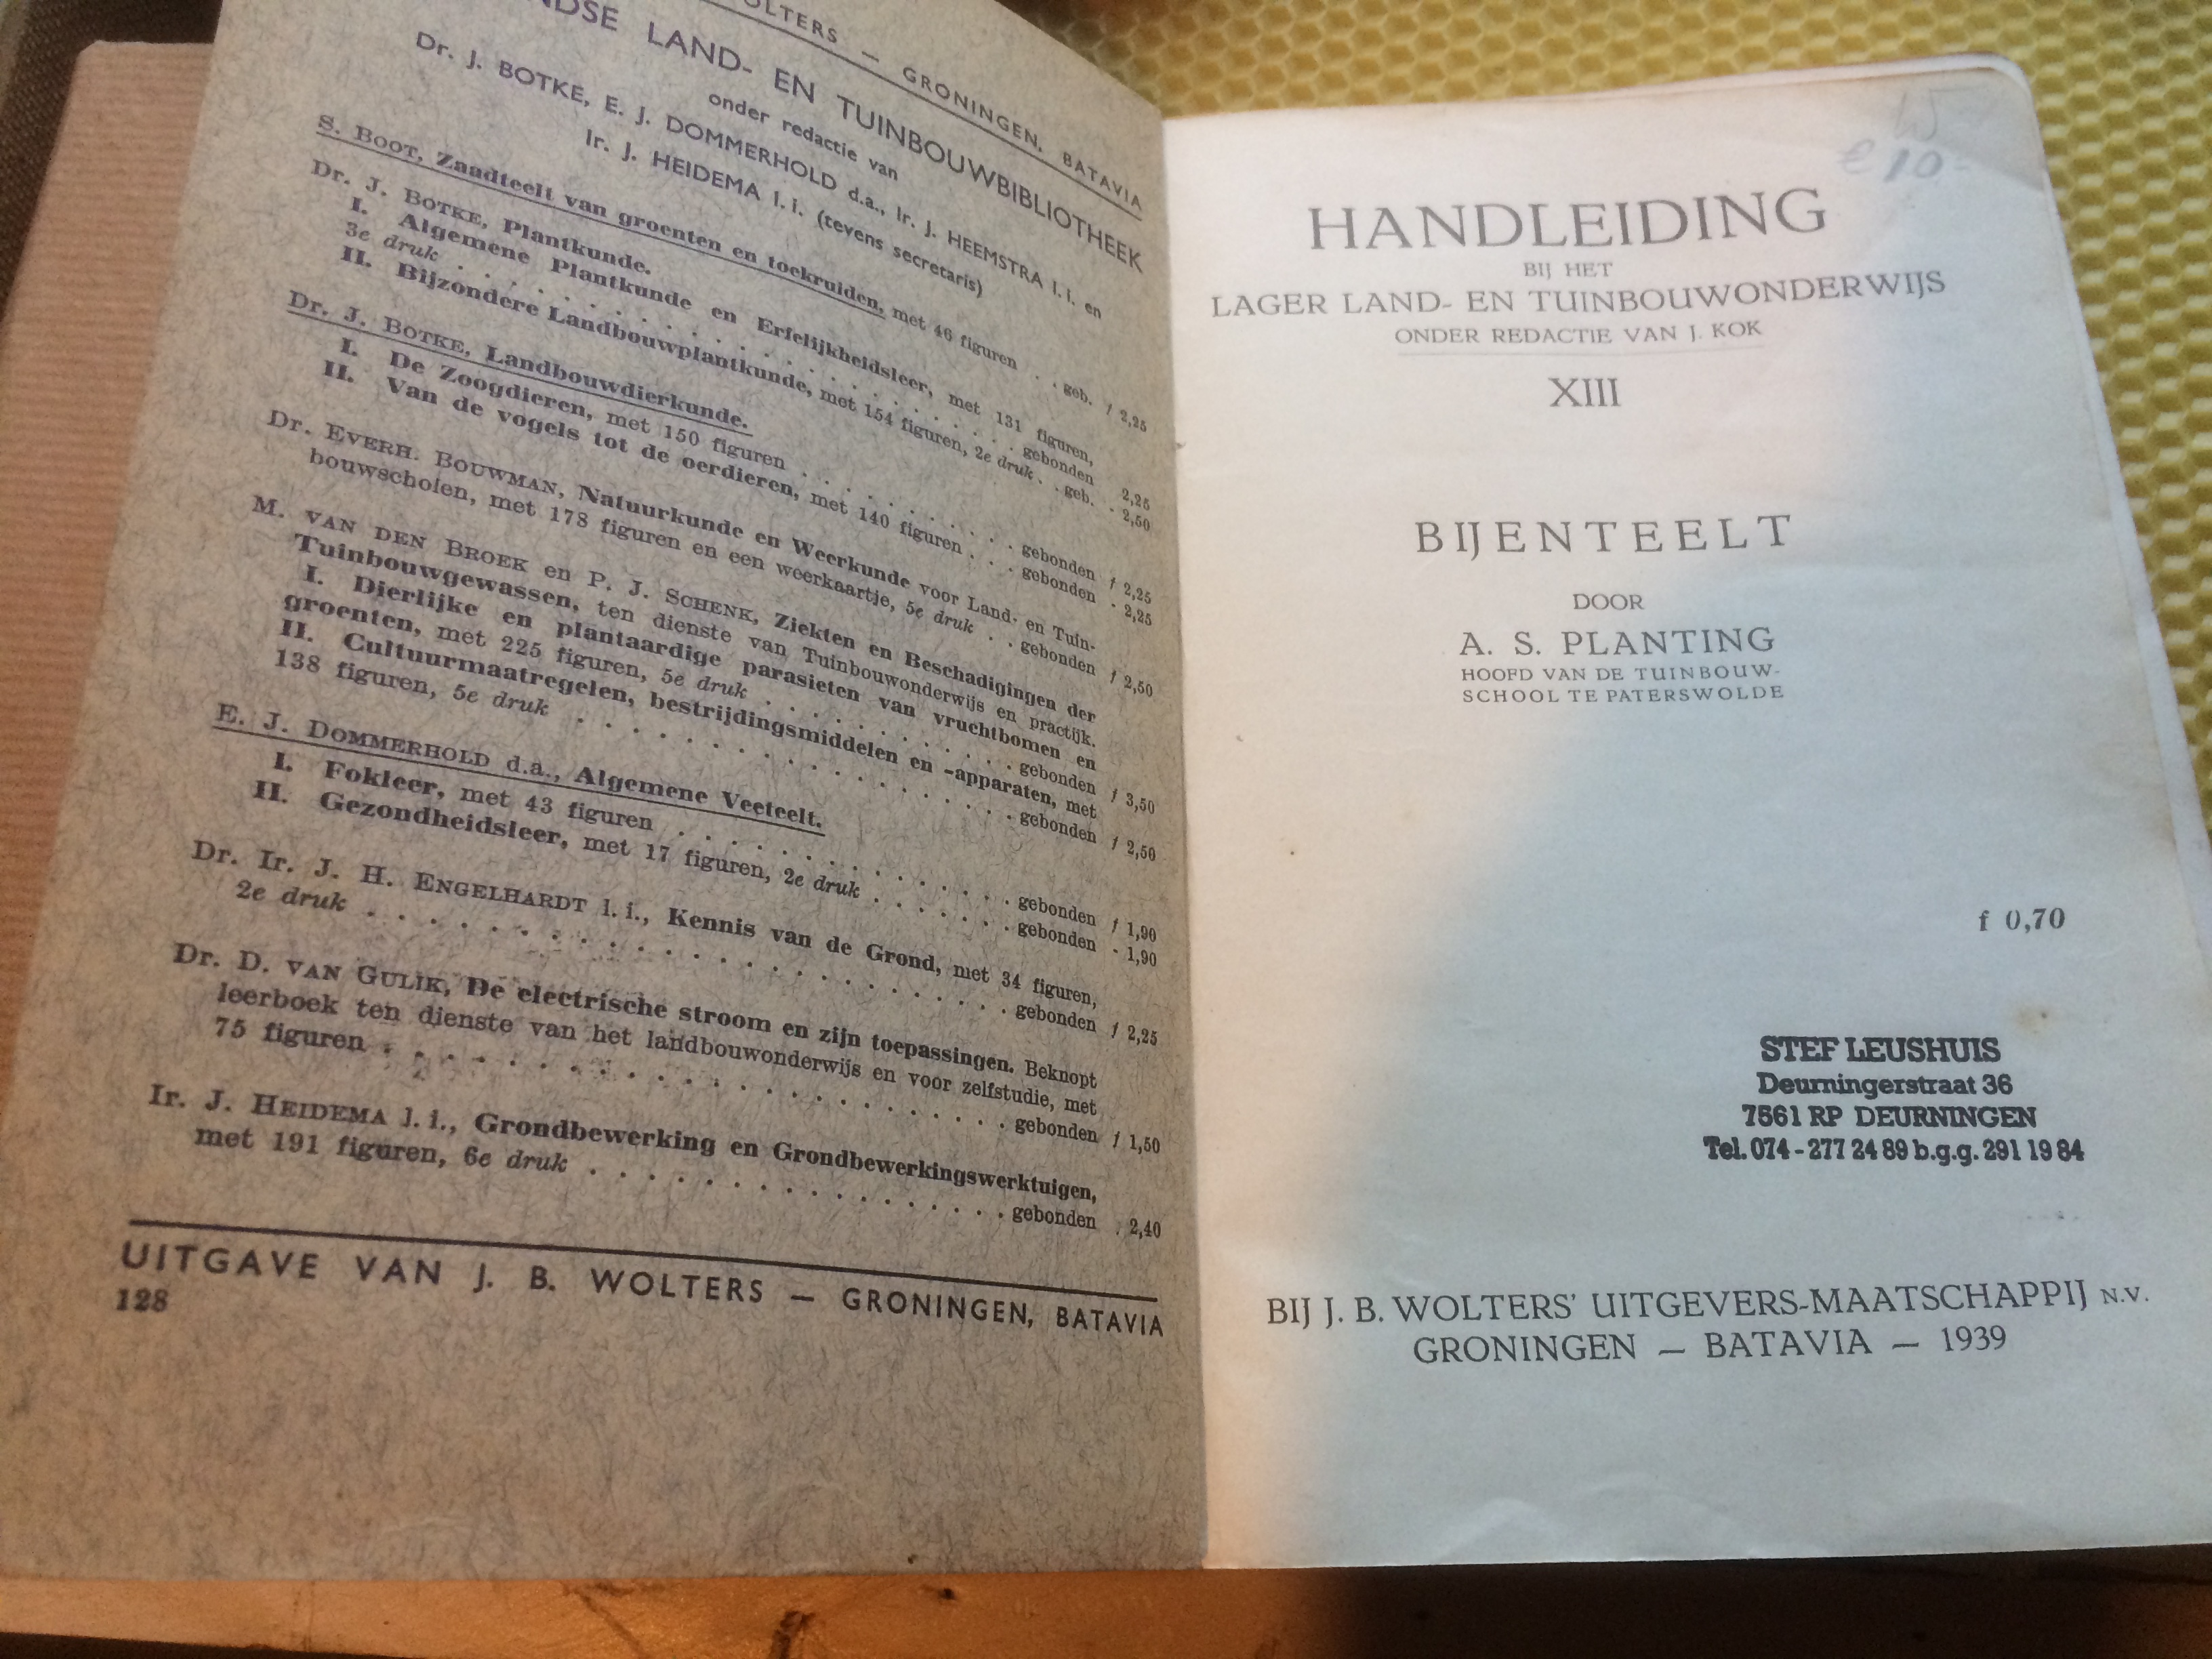 WOLTERS — GRONINGEN, BATAVIA
LAND- EN TUINBOUWBIBLIOTHEEK
onder redactie van
Dr. J. BOTKE, E. J. DOMMERHOLD d.a., Ir. J. HEEMSTRA l.i. en
Ir. J. HEIDEMA l.i. (tevens secretaris)
S. BOOT, Zaadteelt van groenten en toekruiden, met 46 figuren . . geb. f 2,25
Dr. J. BOTKE, Plantkunde.
I. Algemene Plantkunde en Erfelijkheidsleer, met 131 figuren,
3e druk . . . . . . . . . . . . . . gebonden 2,25
II. Bijzondere Landbouwplantkunde, met 154 figuren, 2e druk . . geb. - 2,50
Dr. J. BOTKE, Landbouwdierkunde.
I. De Zoogdieren, met 150 figuren . . . . . . . . gebonden f 2,25
II. Van de vogels tot de oerdieren, met 140 figuren . . . gebonden - 2,25
Dr. EVERH. BOUWMAN, Natuurkunde en Weerkunde voor Land- en Tuin-
bouwscholen, met 178 figuren en een weerkaartje, 5e druk . . gebonden f 2,50
M. VAN DEN BROEK en P. J. SCHENK, Ziekten en Beschadigingen der
Tuinbouwgewassen, ten dienste van Tuinbouwonderwijs en practijk.
I. Dierlijke en plantaardige parasieten van vruchtbomen en
groenten, met 225 figuren, 5e druk . . . . . . . . gebonden f 3,50
II. Cultuurmaatregelen, bestrijdingsmiddelen en -apparaten, met
138 figuren, 5e druk . . . . . . . . . . . . gebonden f 2,50
E. J. DOMMERHOLD d.a., Algemene Veeteelt.
I. Fokleer, met 43 figuren . . . . . . . . . . gebonden f 1,90
II. Gezondheidsleer, met 17 figuren, 2e druk . . . . . . gebonden - 1,90
Dr. Ir. J. H. ENGELHARDT l.i., Kennis van de Grond, met 34 figuren,
2e druk . . . . . . . . . . . . . . . . gebonden f 2,25
Dr. D. VAN GULIK, De electrische stroom en zijn toepassingen. Beknopt
leerboek ten dienste van het landbouwonderwijs en voor zelfstudie, met
75 figuren . . . . . . . . . . . . . . . . gebonden f 1,50
Ir. J. HEIDEMA l.i., Grondbewerking en Grondbewerkingswerktuigen,
met 191 figuren, 6e druk . . . . . . . . . . . . gebonden . 2,40
UITGAVE VAN J. B. WOLTERS — GRONINGEN, BATAVIA
128
€ 10-
HANDLEIDING
BIJ HET
LAGER LAND- EN TUINBOUWONDERWIJS
ONDER REDACTIE VAN J. KOK
XIII
BIJENTEELT
DOOR
A. S. PLANTING
HOOFD VAN DE TUINBOUW-
SCHOOL TE PATERSWOLDE
f 0,70
STEF LEUSHUIS
Deurningerstraat 36
7561 RP DEURNINGEN
Tel. 074 - 277 24 89 b.g.g. 291 19 84
BIJ J. B. WOLTERS' UITGEVERS-MAATSCHAPPIJ N.V.
GRONINGEN — BATAVIA — 1939